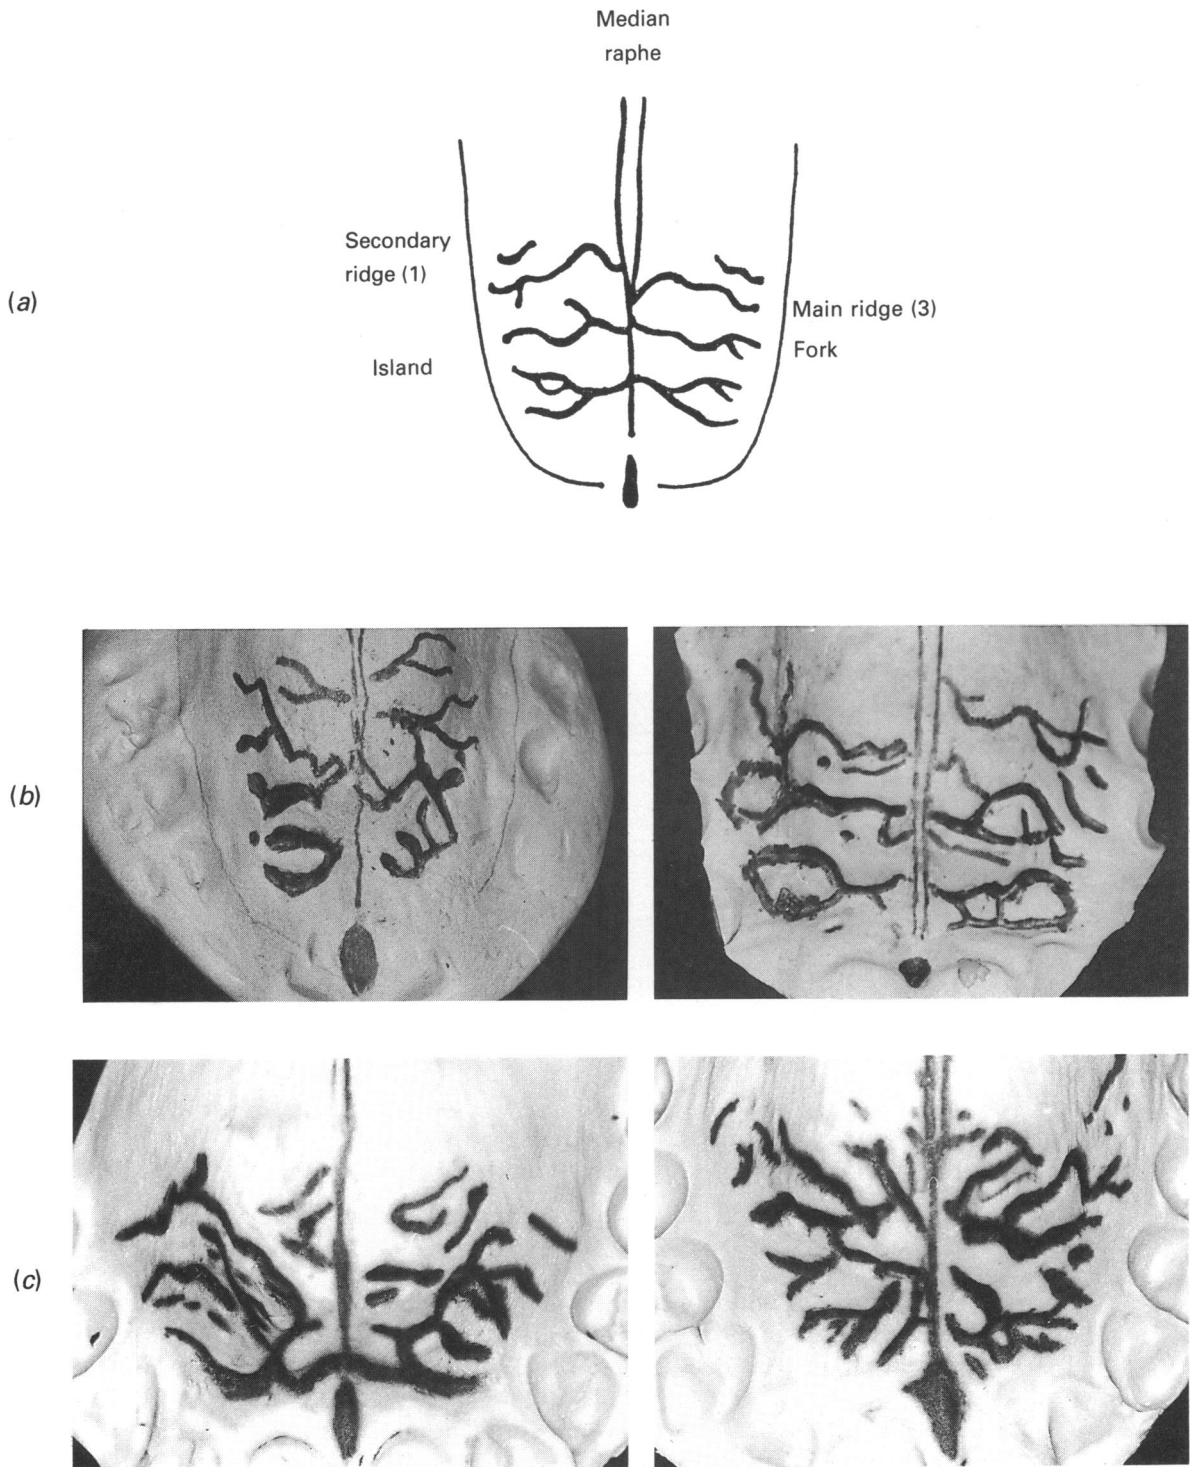 Median
raphe
Secondary
ridge (1)
(a)
Main ridge (3)
Fork
Island
(b)
(c)